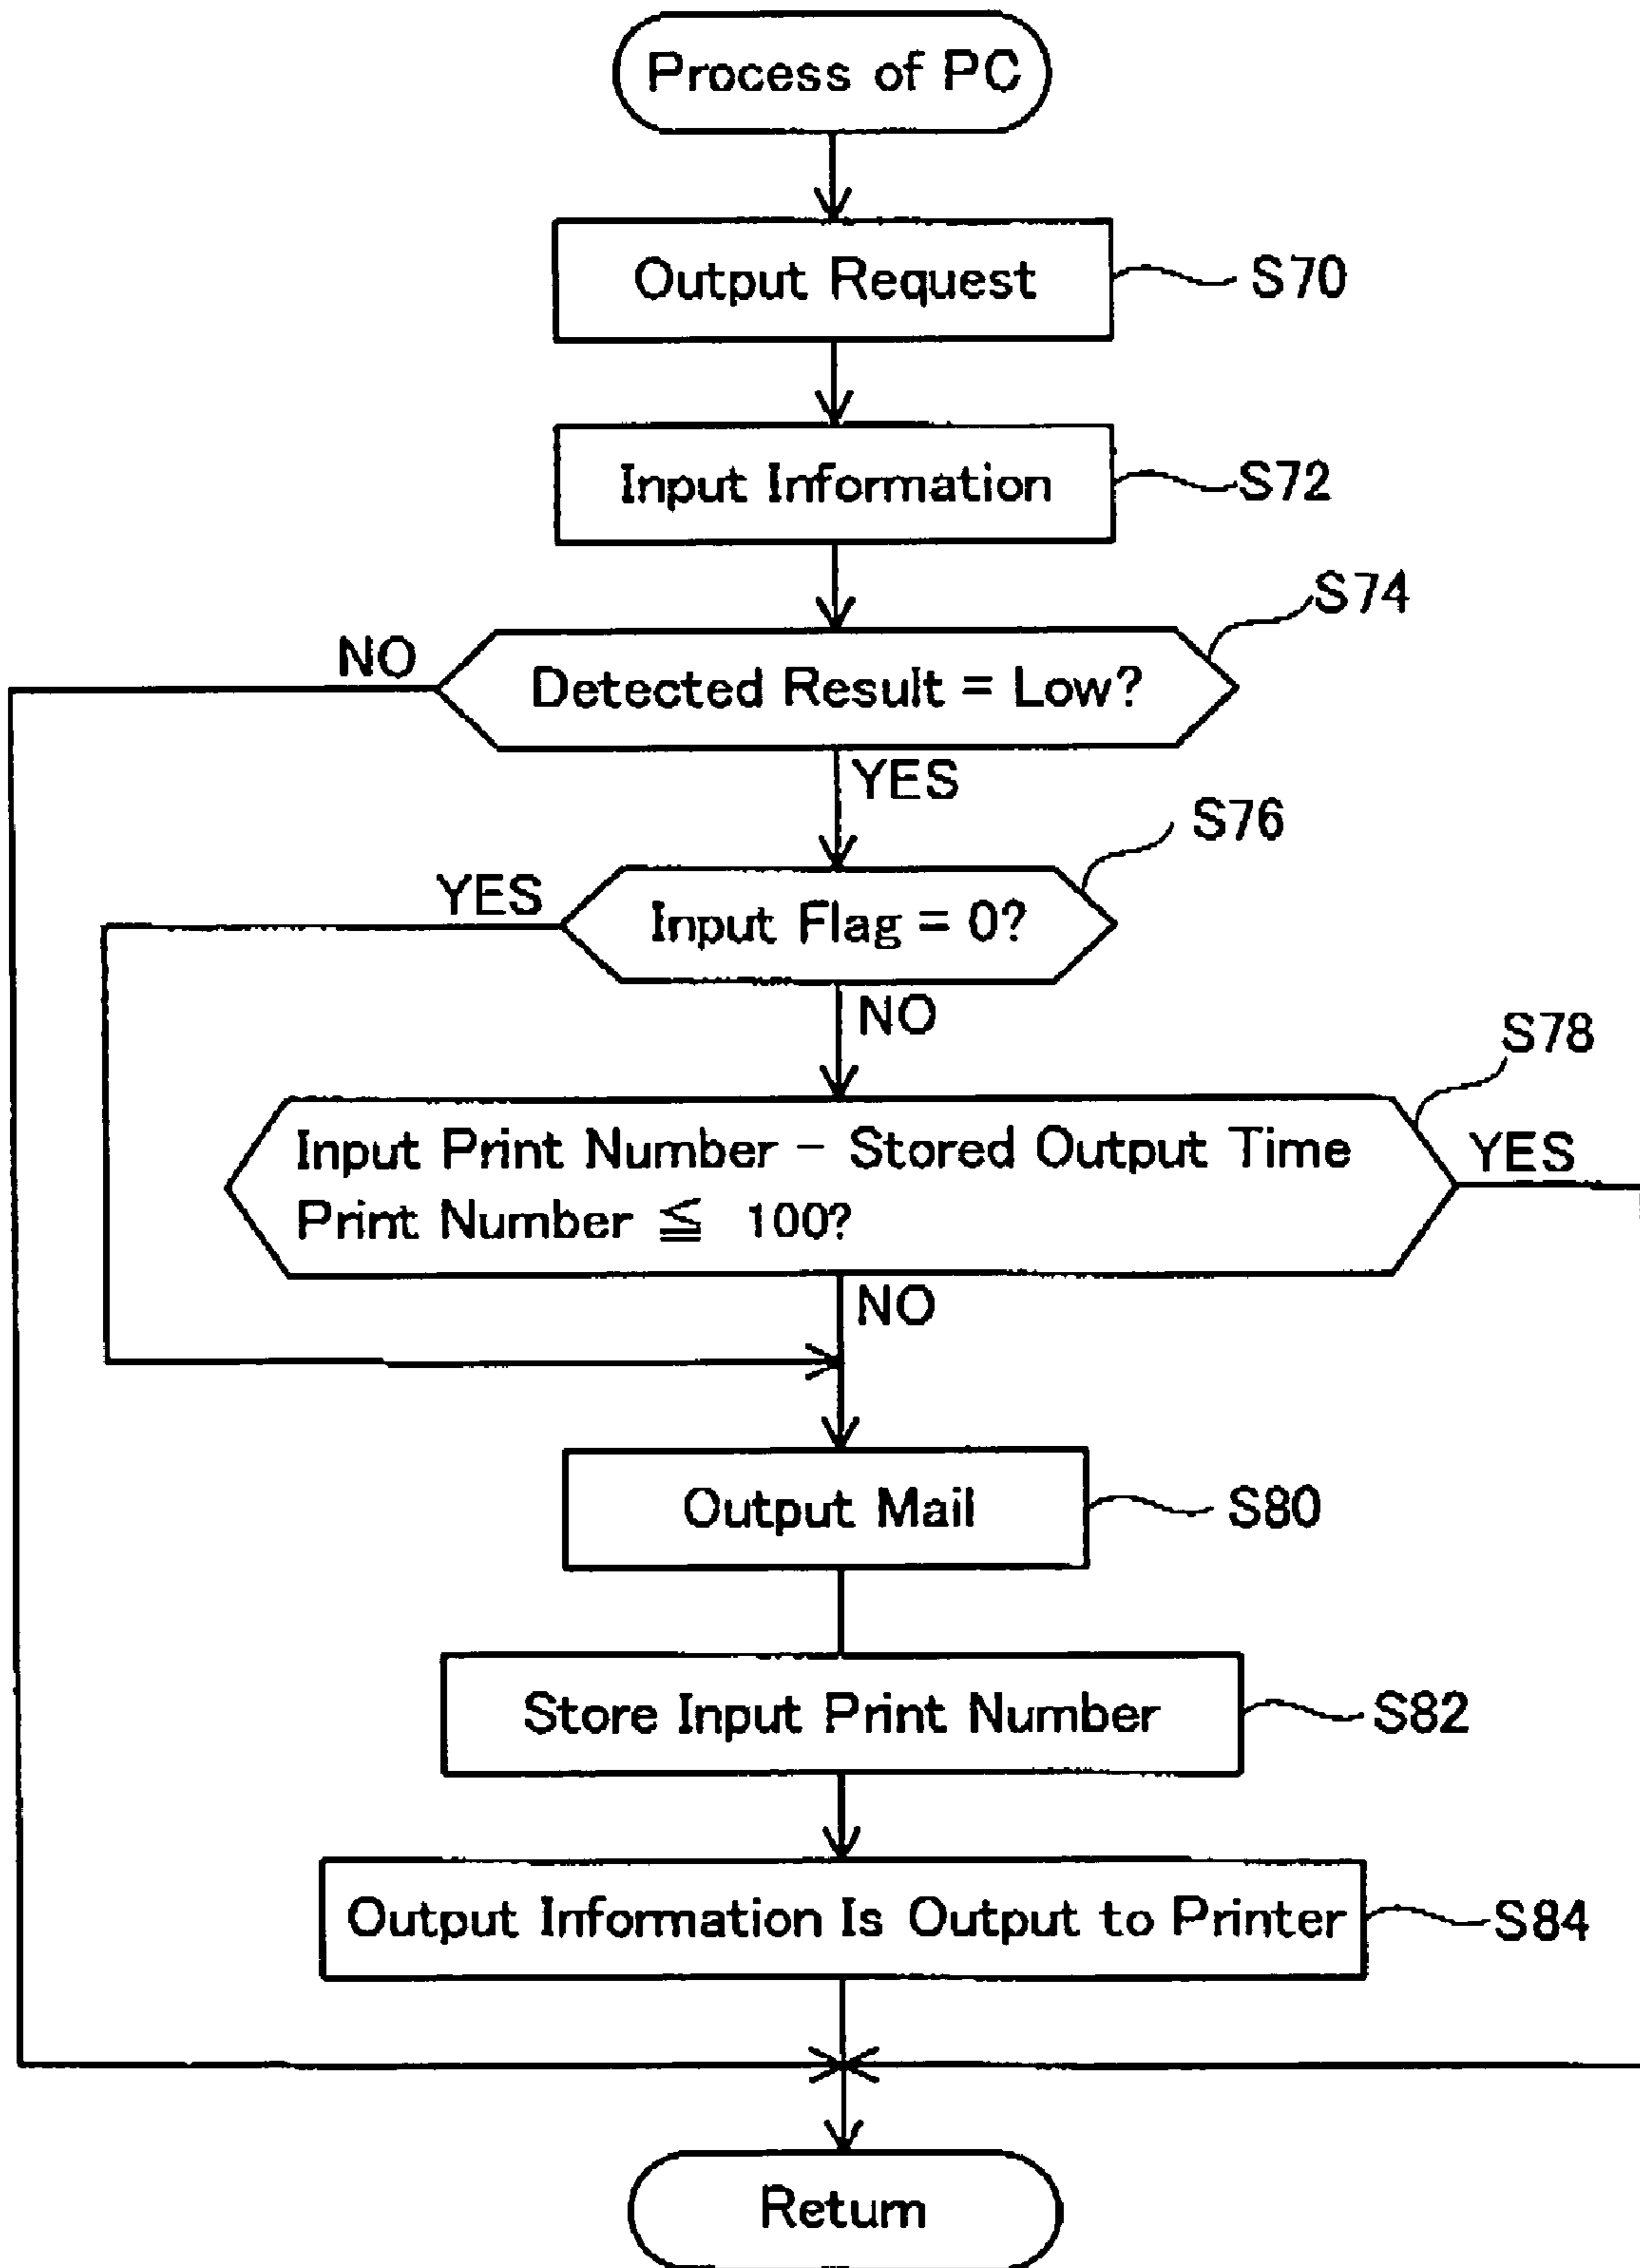 Process of PC
Output Request
S70
Input Information
S72
S74
NO
Detected Result = Low?
YES
S76
YES
Input Flag = 0?
NO
S78
Input Print Number − Stored Output Time
Print Number ≦ 100?
YES
NO
Output Mail
S80
Store Input Print Number
S82
Output Information Is Output to Printer
S84
Return